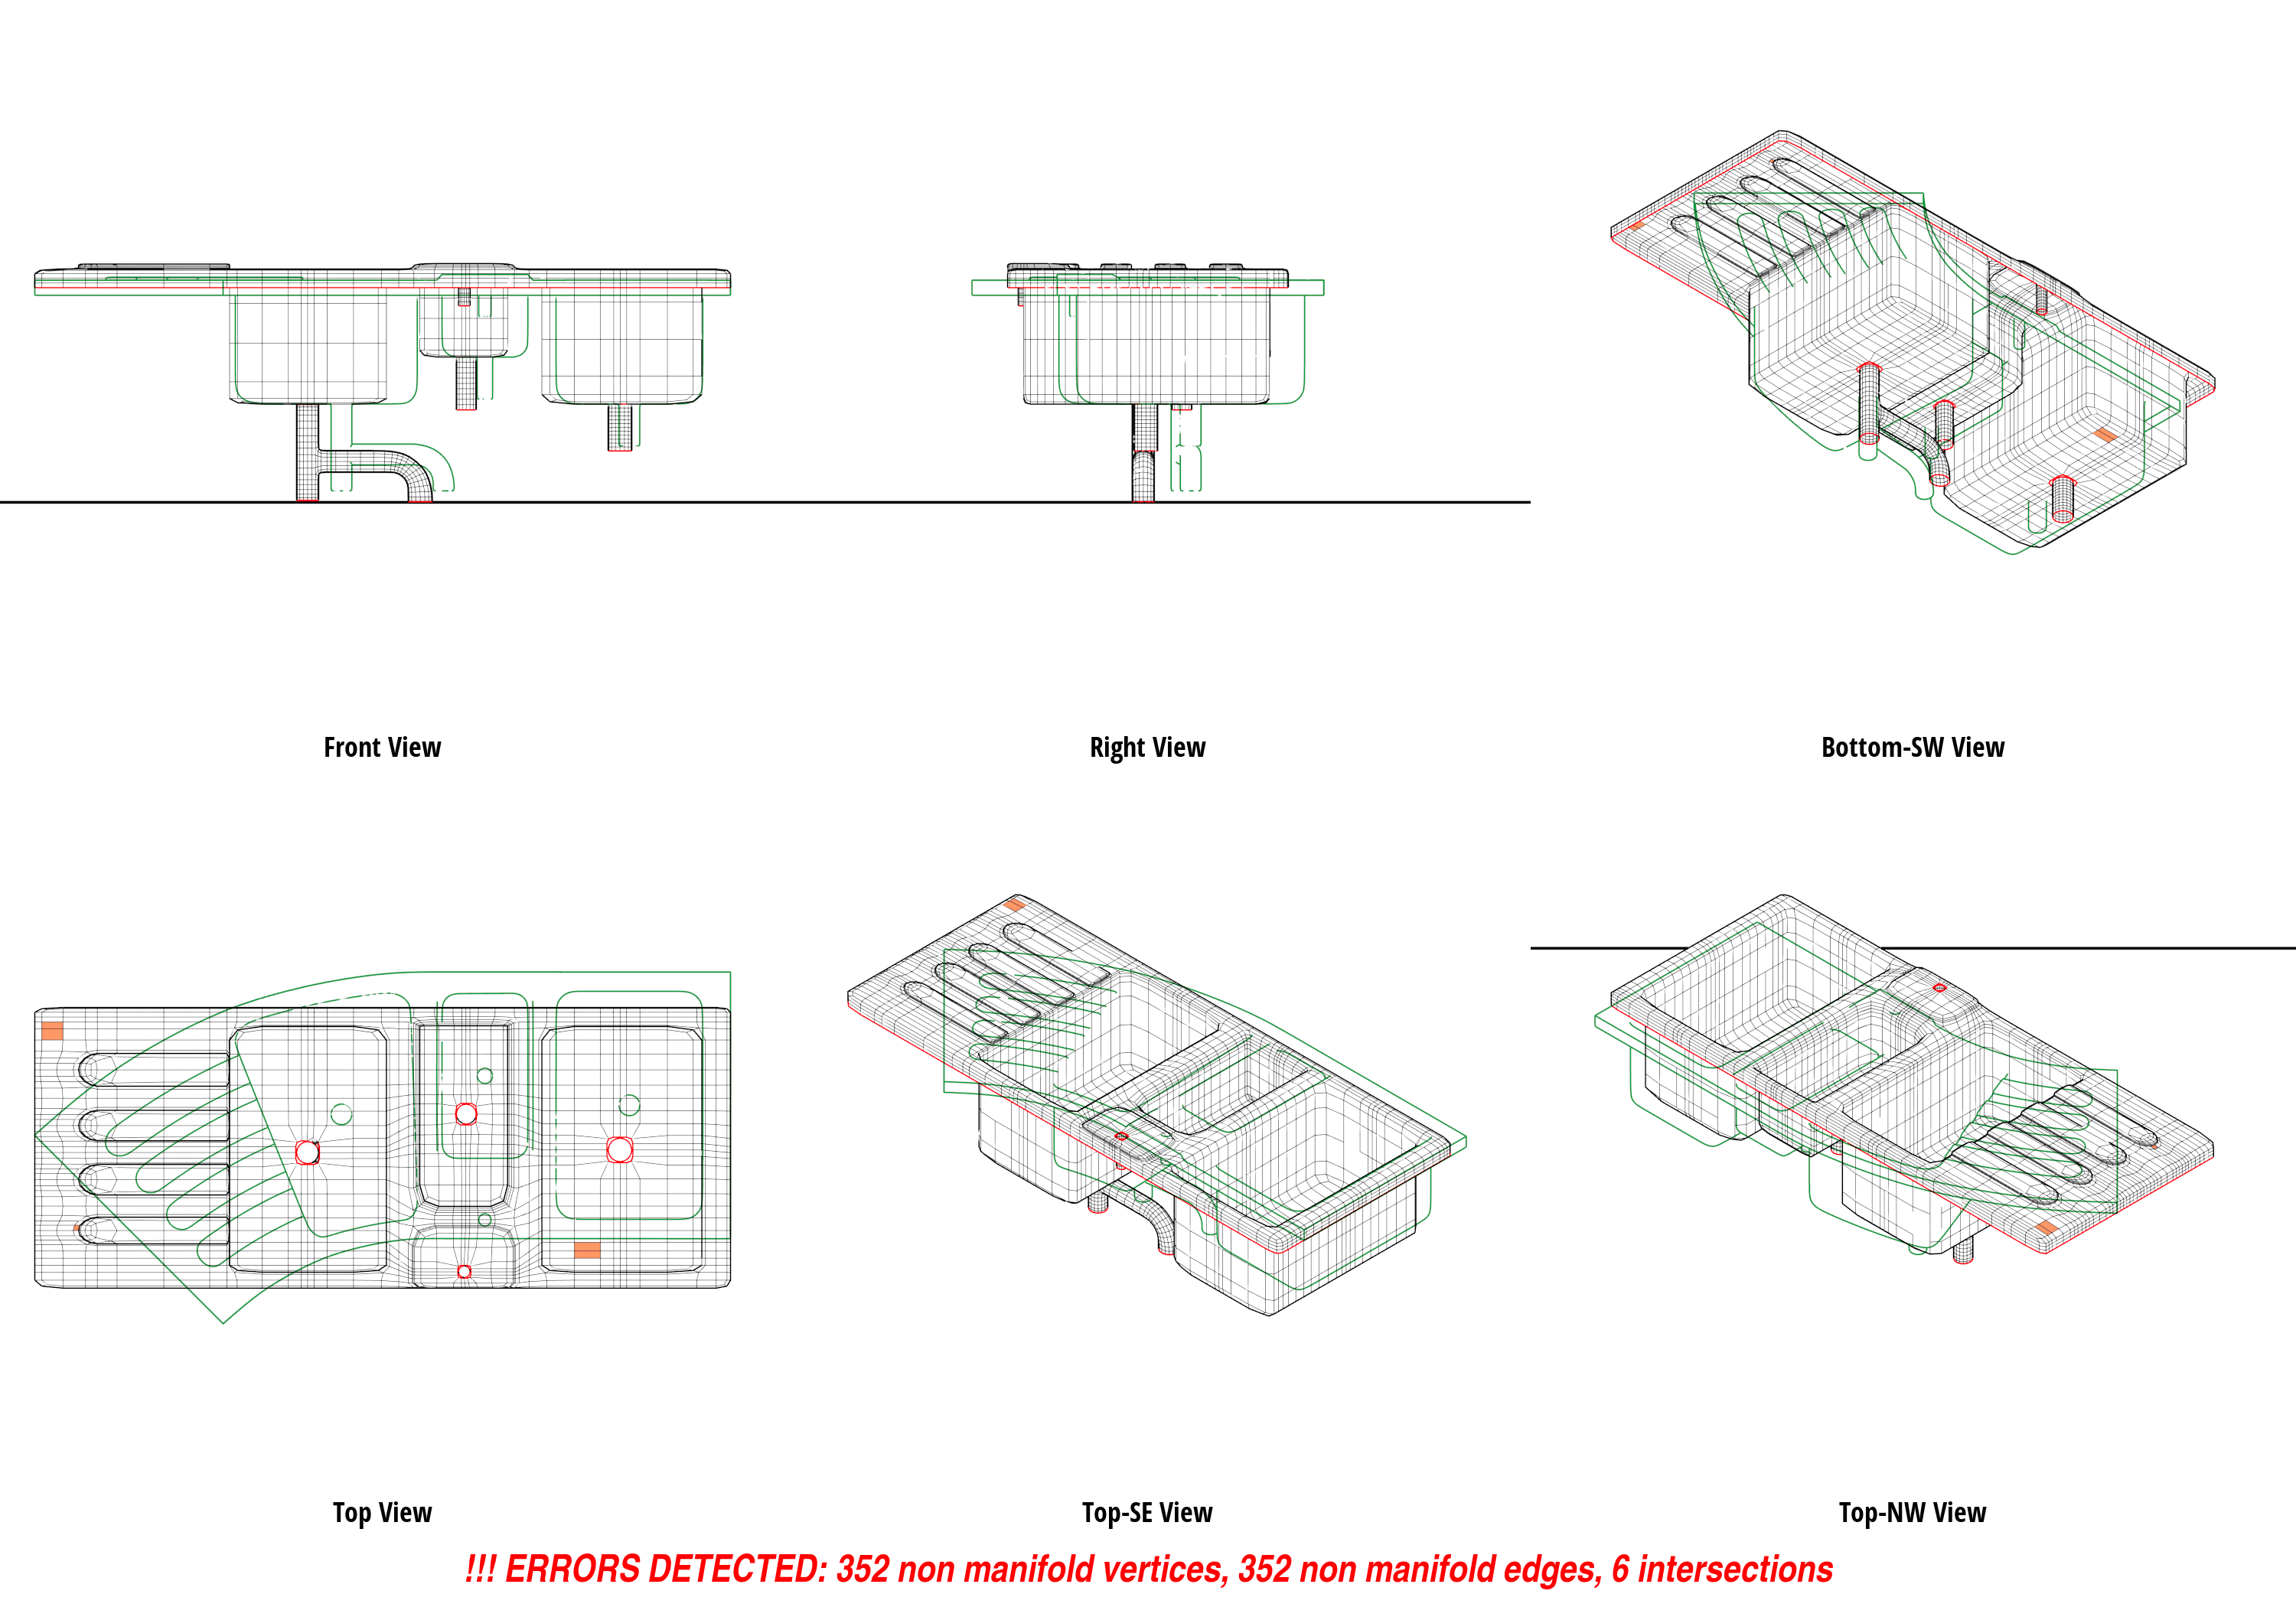 Front View
Right View
Bottom-SW View
Top View
Top-SE View
Top-NW View
!!! ERRORS DETECTED: 352 non manifold vertices, 352 non manifold edges, 6 intersections